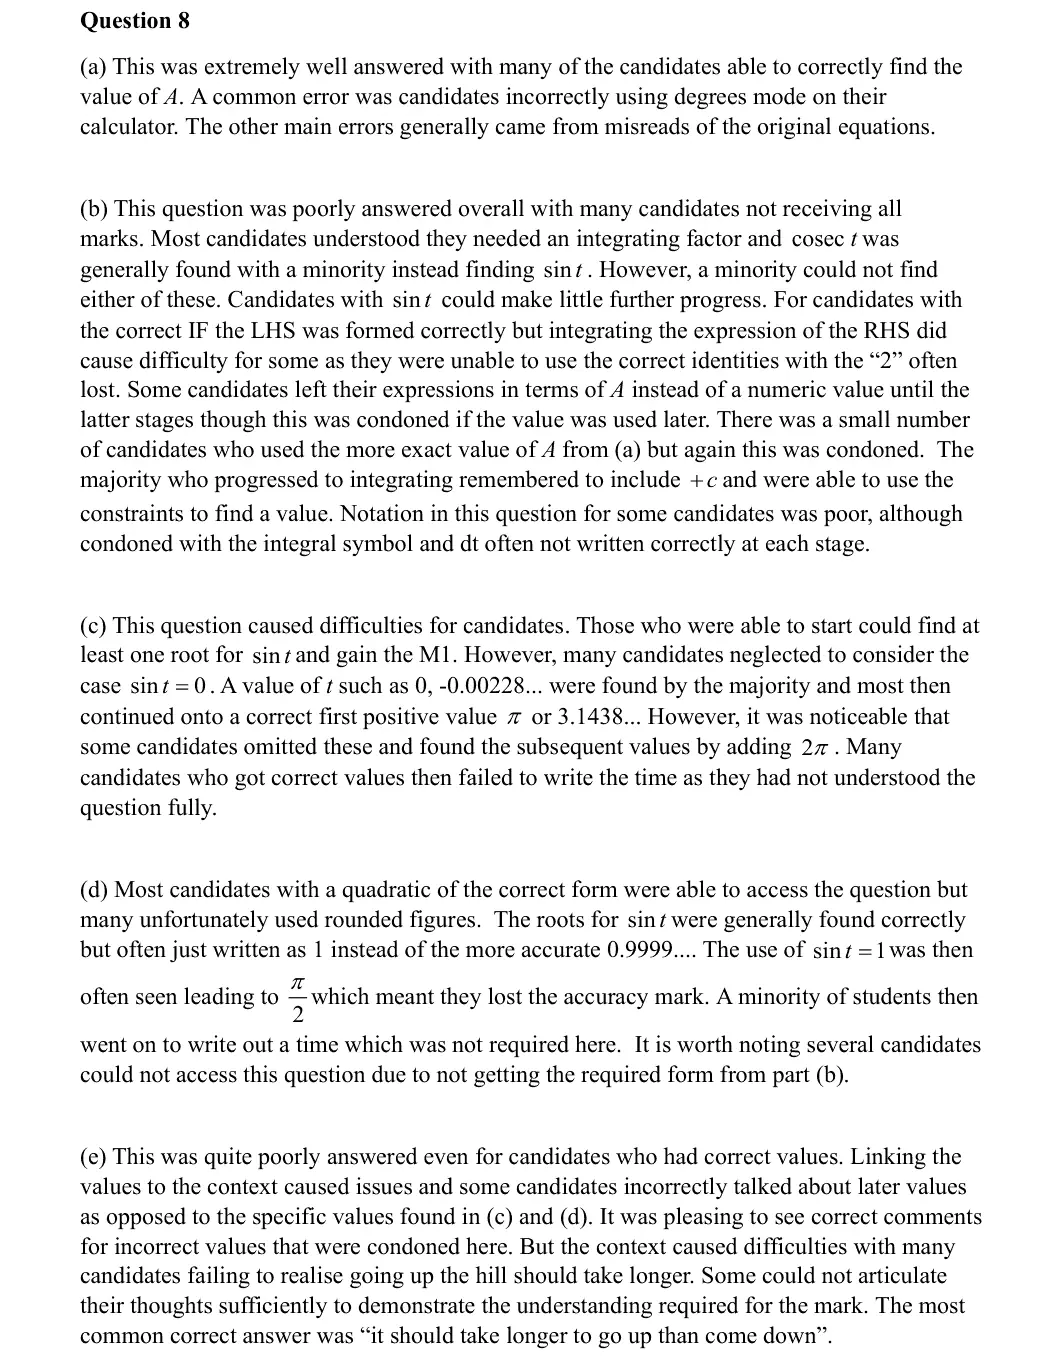 Question 8
(a) This was extremely well answered with many of the candidates able to correctly find the
value of A. A common error was candidates incorrectly using degrees mode on their
calculator. The other main errors generally came from misreads of the original equations.
(b) This question was poorly answered overall with many candidates not receiving all
marks. Most candidates understood they needed an integrating factor and cosec t was
generally found with a minority instead finding sin t . However, a minority could not find
either of these. Candidates with sin t could make little further progress. For candidates with
the correct IF the LHS was formed correctly but integrating the expression of the RHS did
cause difficulty for some as they were unable to use the correct identities with the “2” often
lost. Some candidates left their expressions in terms of A instead of a numeric value until the
latter stages though this was condoned if the value was used later. There was a small number
of candidates who used the more exact value of A from (a) but again this was condoned. The
majority who progressed to integrating remembered to include +c and were able to use the
constraints to find a value. Notation in this question for some candidates was poor, although
condoned with the integral symbol and dt often not written correctly at each stage.
(c) This question caused difficulties for candidates. Those who were able to start could find at
least one root for sin t and gain the M1. However, many candidates neglected to consider the
case sin t = 0. A value of t such as 0, -0.00228... were found by the majority and most then
continued onto a correct first positive value π or 3.1438... However, it was noticeable that
some candidates omitted these and found the subsequent values by adding 2π . Many
candidates who got correct values then failed to write the time as they had not understood the
question fully.
(d) Most candidates with a quadratic of the correct form were able to access the question but
many unfortunately used rounded figures. The roots for sin t were generally found correctly
but often just written as 1 instead of the more accurate 0.9999.... The use of sin t = 1 was then
often seen leading to π/2 which meant they lost the accuracy mark. A minority of students then
went on to write out a time which was not required here. It is worth noting several candidates
could not access this question due to not getting the required form from part (b).
(e) This was quite poorly answered even for candidates who had correct values. Linking the
values to the context caused issues and some candidates incorrectly talked about later values
as opposed to the specific values found in (c) and (d). It was pleasing to see correct comments
for incorrect values that were condoned here. But the context caused difficulties with many
candidates failing to realise going up the hill should take longer. Some could not articulate
their thoughts sufficiently to demonstrate the understanding required for the mark. The most
common correct answer was “it should take longer to go up than come down”.